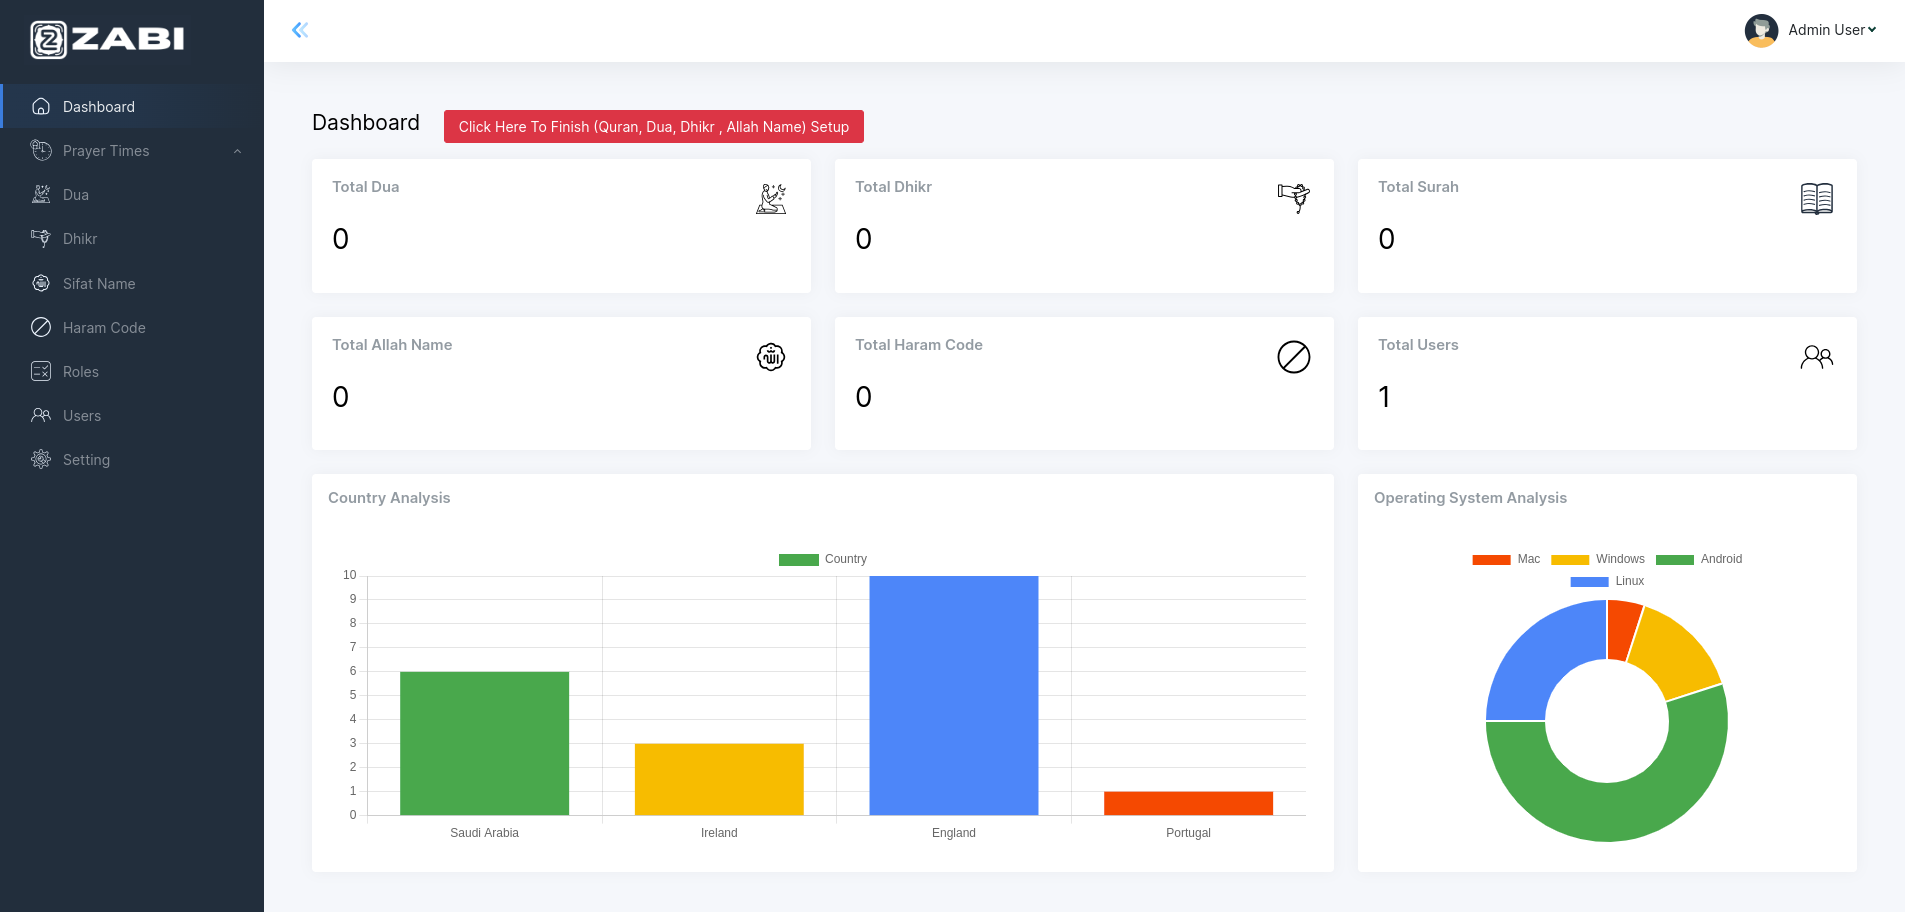 ZABI
Admin User
Dashboard
Prayer Times
Dua
Dhikr
Sifat Name
Haram Code
Roles
Users
Setting
Dashboard
Click Here To Finish (Quran, Dua, Dhikr , Allah Name) Setup
Total Dua
0
Total Dhikr
0
Total Surah
0
Total Allah Name
0
Total Haram Code
0
Total Users
1
Country Analysis
Country
10
9
8
7
6
5
4
3
2
1
0
Saudi Arabia
Ireland
England
Portugal
Operating System Analysis
Mac
Windows
Android
Linux